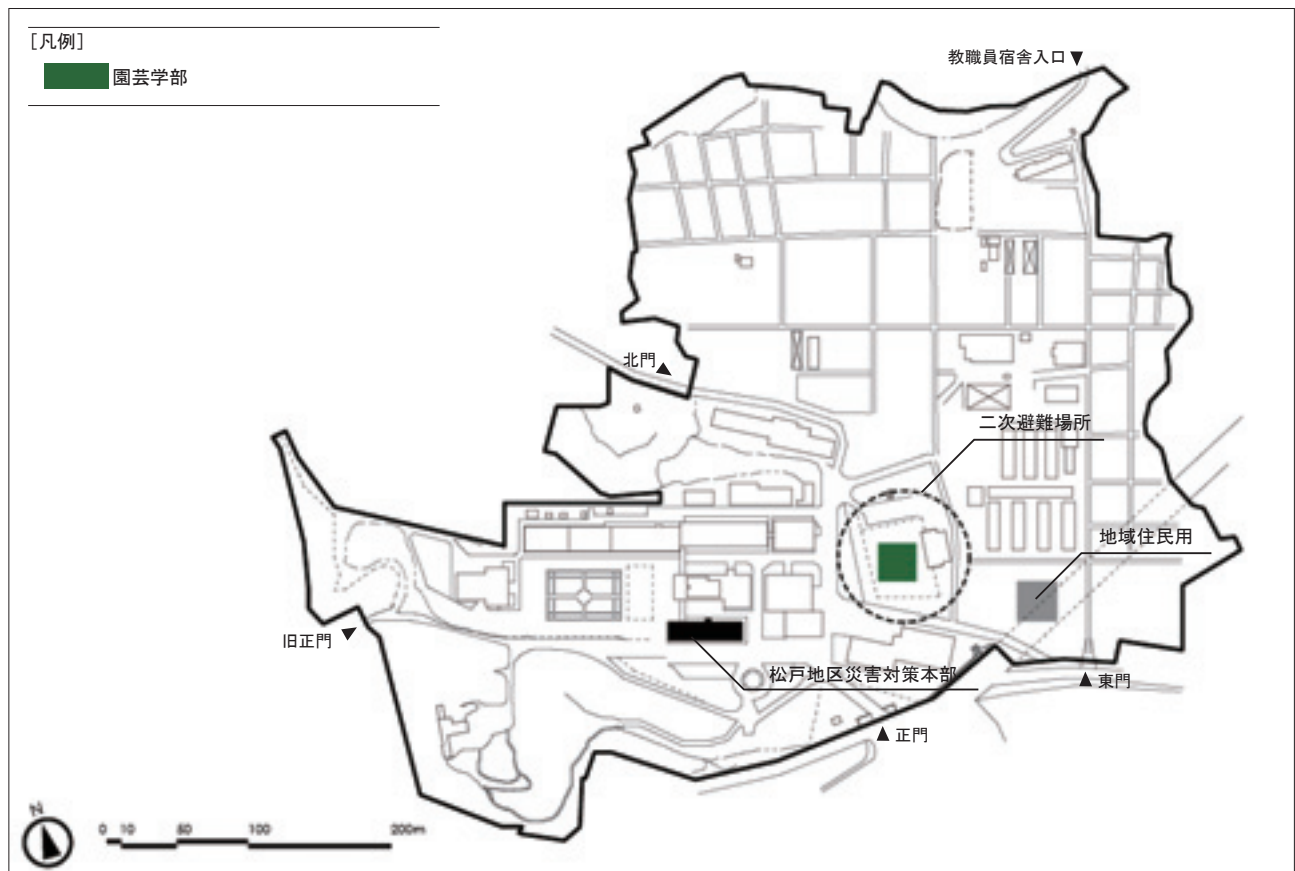 [凡例]
園芸学部
教職員宿舎入口
北門
二次避難場所
地域住民用
旧正門
松戸地区災害対策本部
東門
正門
N
0 10 50 100 200m